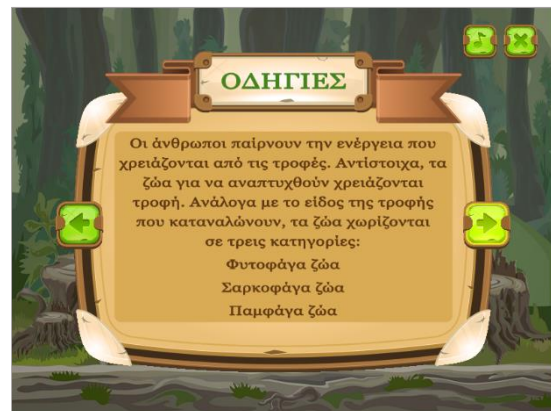 ΟΔΗΓΙΕΣ
Οι άνθρωποι παίρνουν την ενέργεια που
χρειάζονται από τις τροφές. Αντίστοιχα, τα
ζώα για να αναπτυχθούν χρειάζονται
τροφή. Ανάλογα με το είδος της τροφής
που καταναλώνουν, τα ζώα χωρίζονται
σε τρεις κατηγορίες:
Φυτοφάγα ζώα
Σαρκοφάγα ζώα
Παμφάγα ζώα